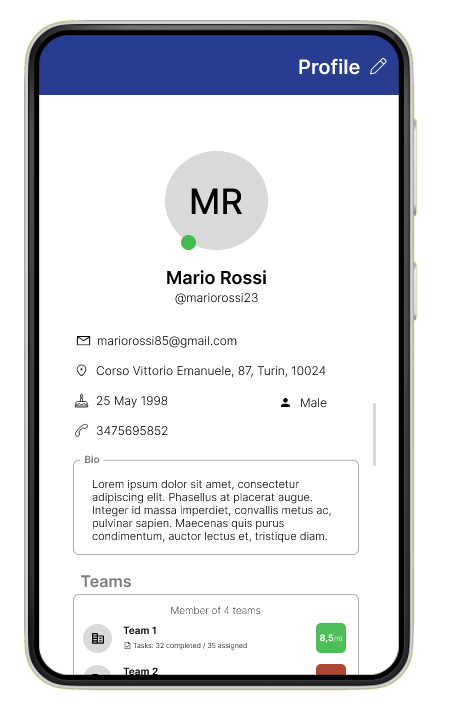 Profile
MR
Mario Rossi
@mariorossi23
mariorossi85@gmail.com
Corso Vittorio Emanuele, 87, Turin, 10024
25 May 1998
Male
3475695852
Bio
Lorem ipsum dolor sit amet, consectetur
adipiscing elit. Phasellus at placerat augue.
Integer id massa imperdiet, convallis metus ac,
pulvinar sapien. Maecenas quis purus
condimentum, auctor lectus et, tristique diam.
Teams
Member of 4 teams
Team 1
8,5/10
Tasks: 32 completed / 35 assigned
Team 2